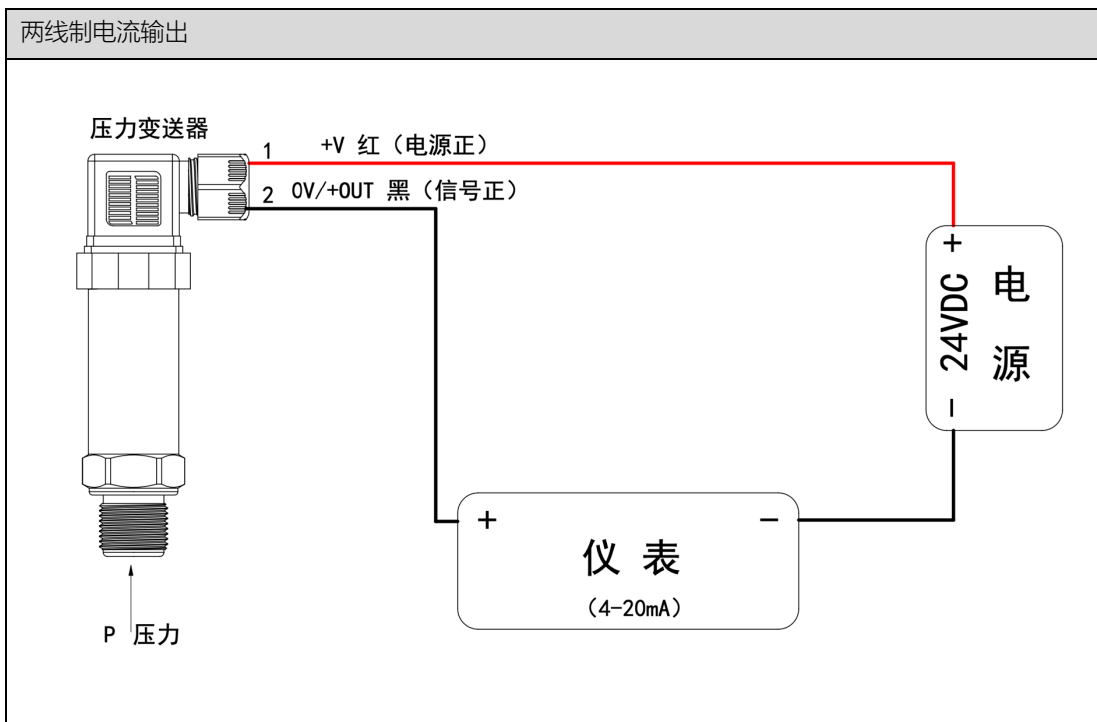 两线制电流输出
压力变送器
1 +V 红（电源正）
2 0V/+OUT 黑（信号正）
+ 24VDC -
电源
+ -
仪表
（4-20mA）
P 压力